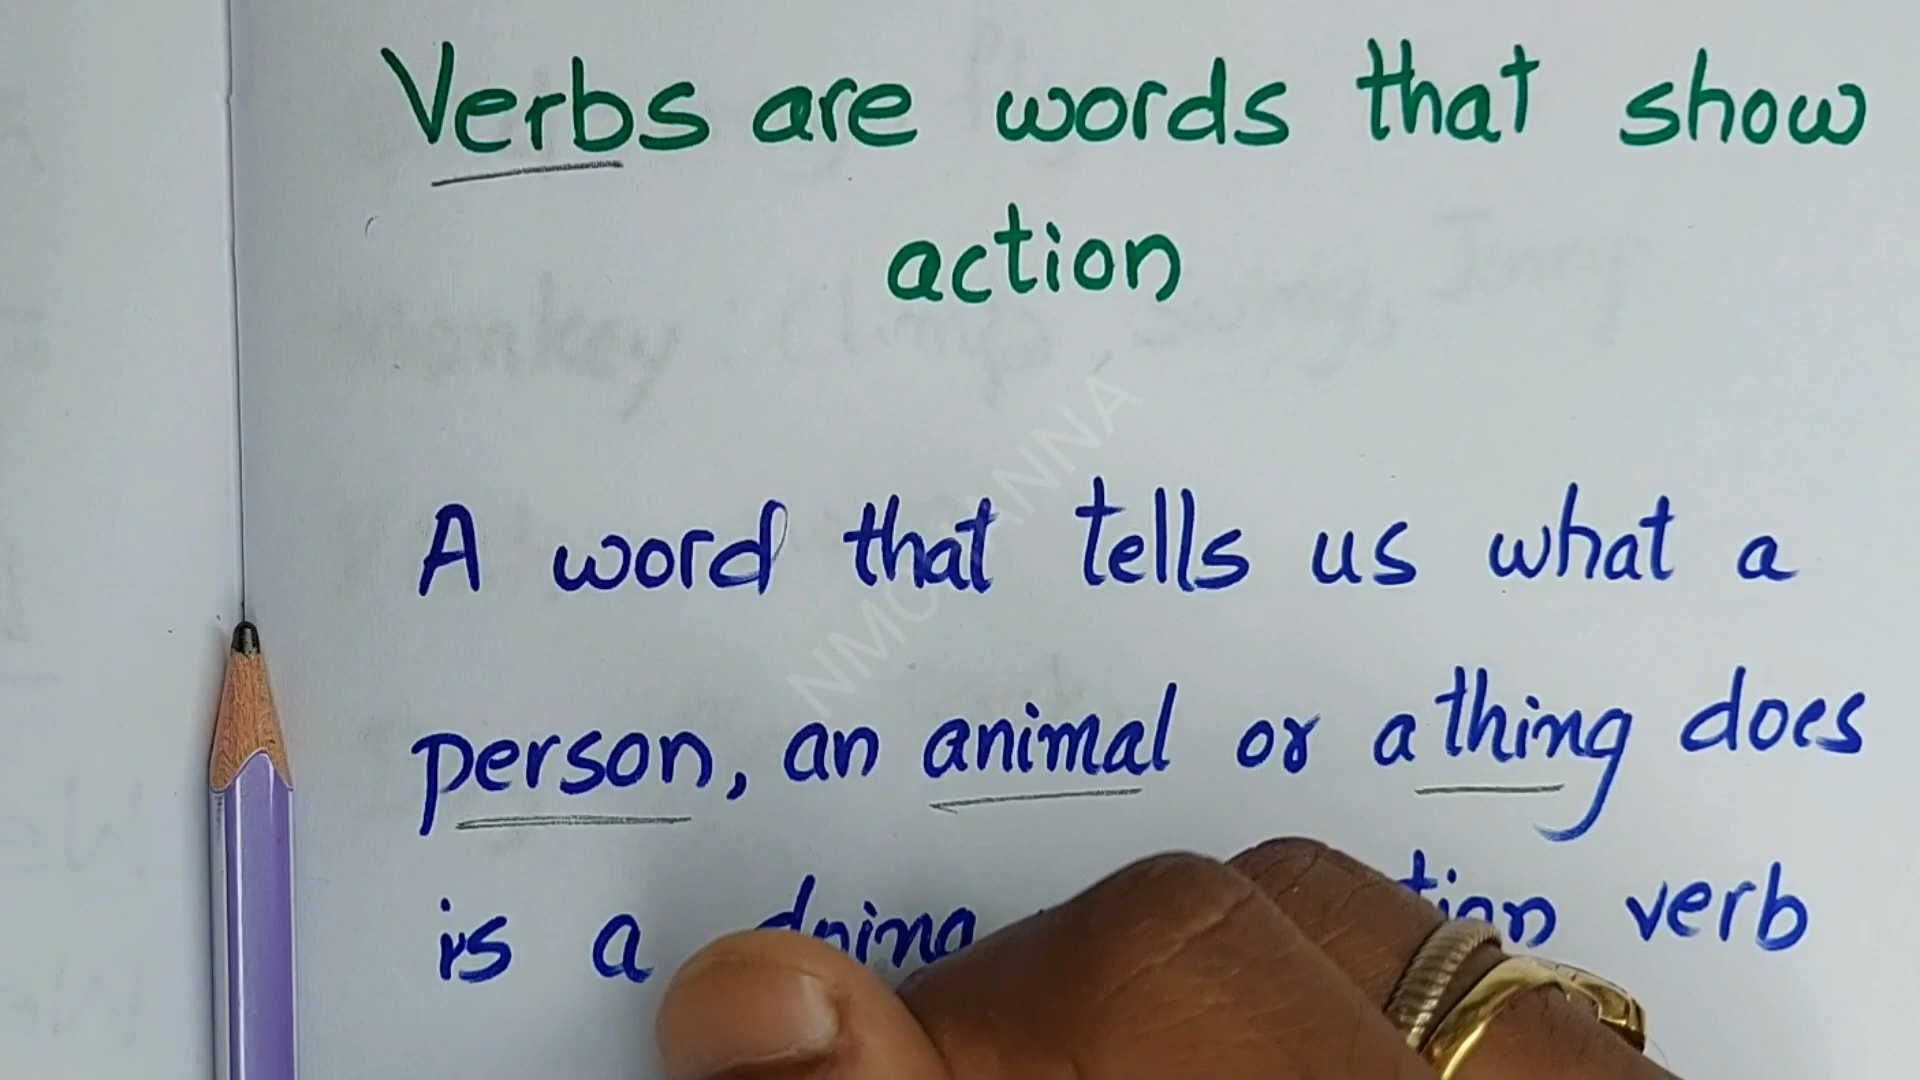 Verbs are words that show
action
A word that tells us what a
person, an animal or a thing does
is a doing verb